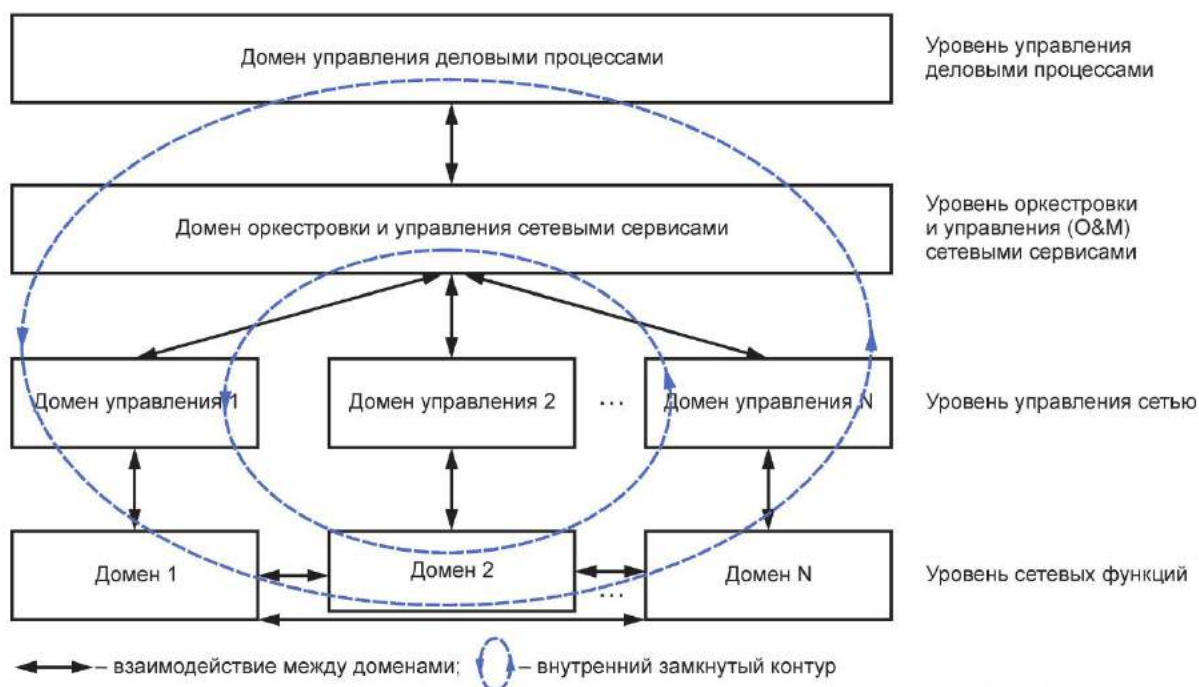 Домен управления деловыми процессами
Уровень управления
деловыми процессами
Домен оркестровки и управления сетевыми сервисами
Уровень оркестровки
и управления (O&M)
сетевыми сервисами
Домен управления 1
Домен управления 2
...
Домен управления N
Уровень управления сетью
Домен 1
Домен 2
...
Домен N
Уровень сетевых функций
– взаимодействие между доменами;
– внутренний замкнутый контур